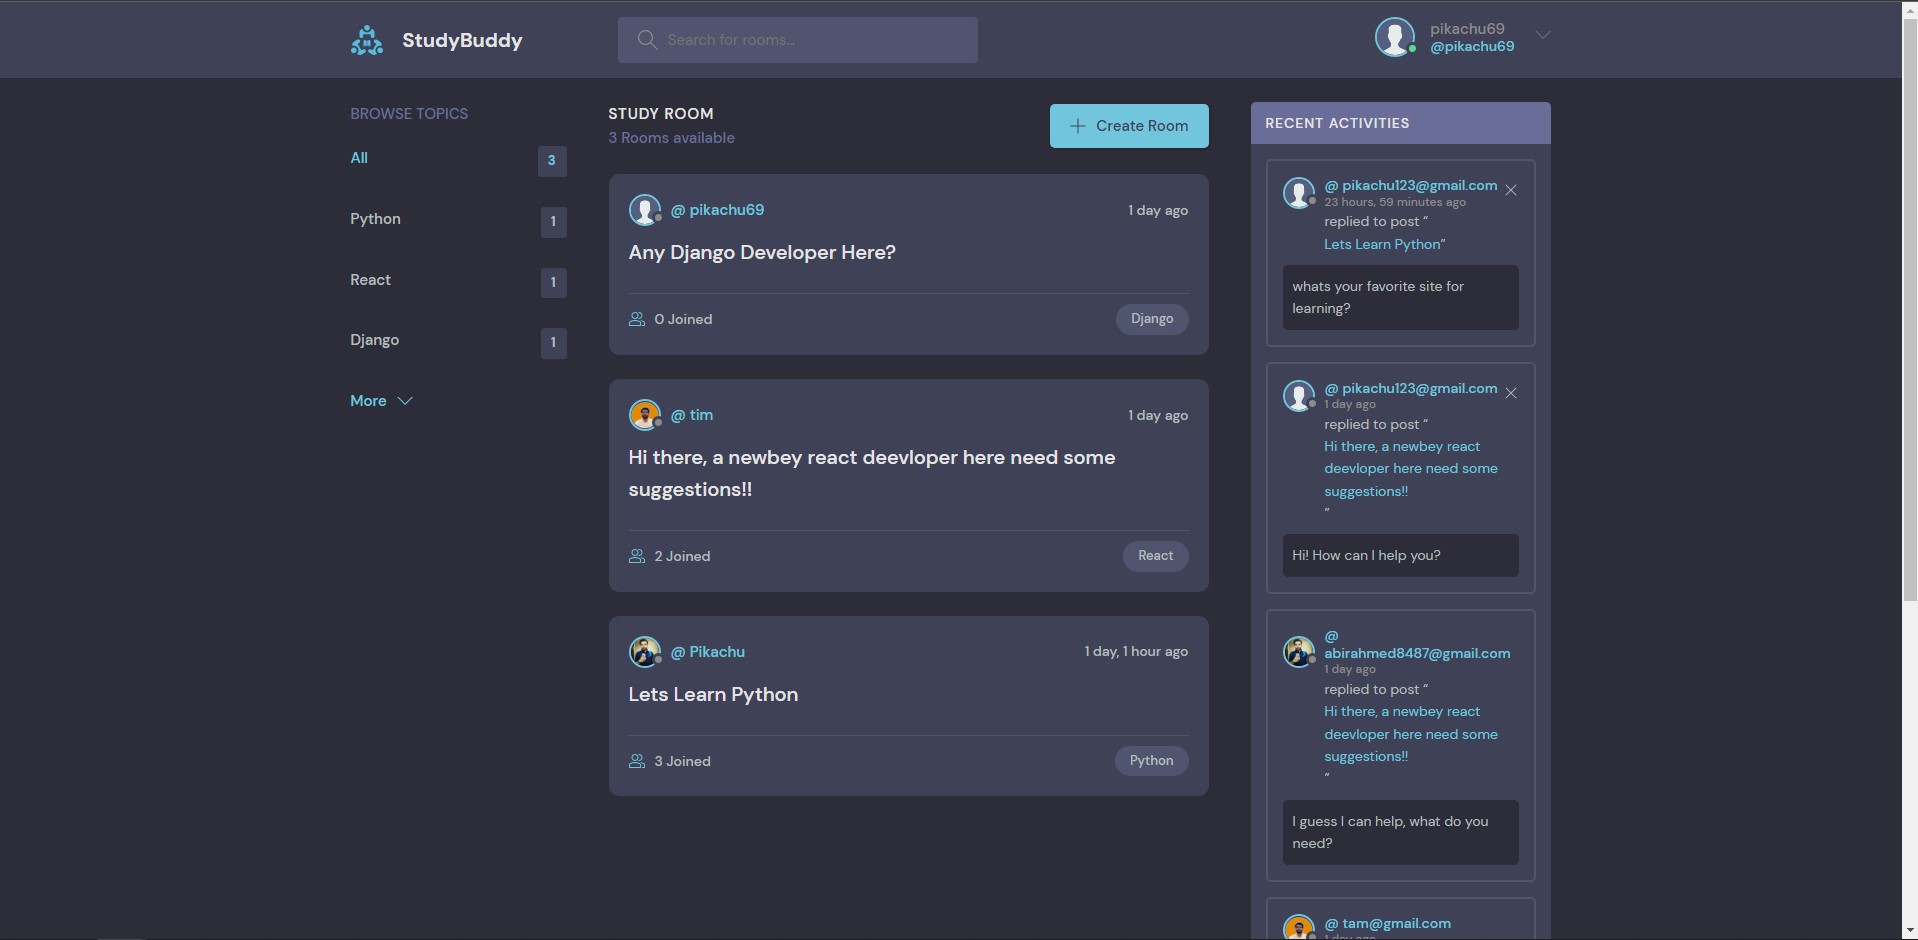 StudyBuddy
Search for rooms...
pikachu69
@pikachu69
BROWSE TOPICS
All 3
Python 1
React 1
Django 1
More
STUDY ROOM
3 Rooms available
Create Room
@ pikachu69 1 day ago
Any Django Developer Here?
0 Joined Django
@ tim 1 day ago
Hi there, a newbey react deevloper here need some
suggestions!!
2 Joined React
@ Pikachu 1 day, 1 hour ago
Lets Learn Python
3 Joined Python
RECENT ACTIVITIES
@ pikachu123@gmail.com
23 hours, 59 minutes ago
replied to post “
Lets Learn Python”
whats your favorite site for
learning?
@ pikachu123@gmail.com
1 day ago
replied to post “
Hi there, a newbey react
deevloper here need some
suggestions!!
”
Hi! How can I help you?
@
abirahmed8487@gmail.com
1 day ago
replied to post “
Hi there, a newbey react
deevloper here need some
suggestions!!
”
I guess I can help, what do you
need?
@ tam@gmail.com
1 day ago